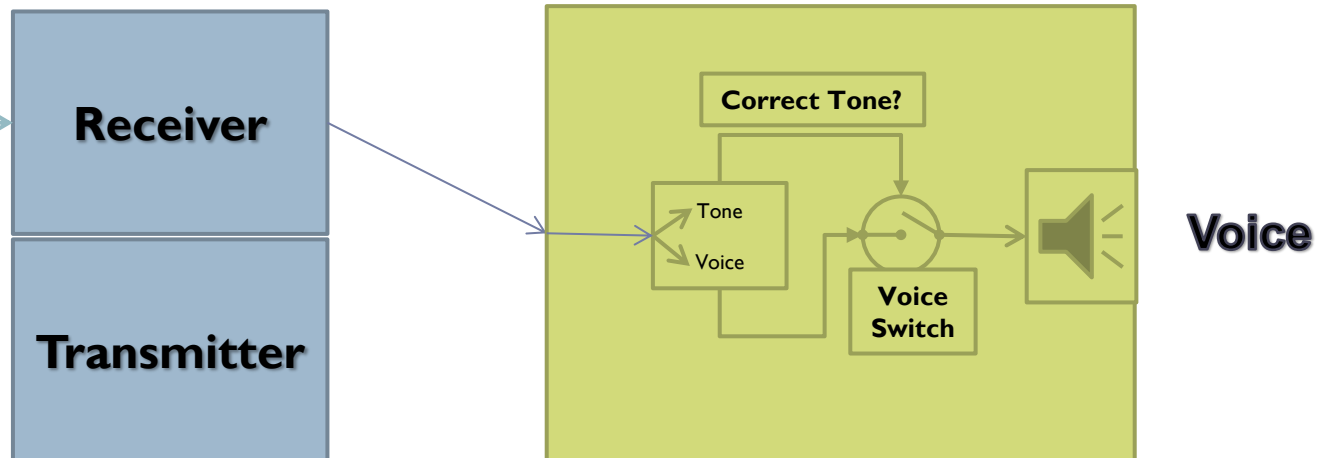 Receiver
Transmitter
Correct Tone?
Tone
Voice
Voice
Switch
Voice